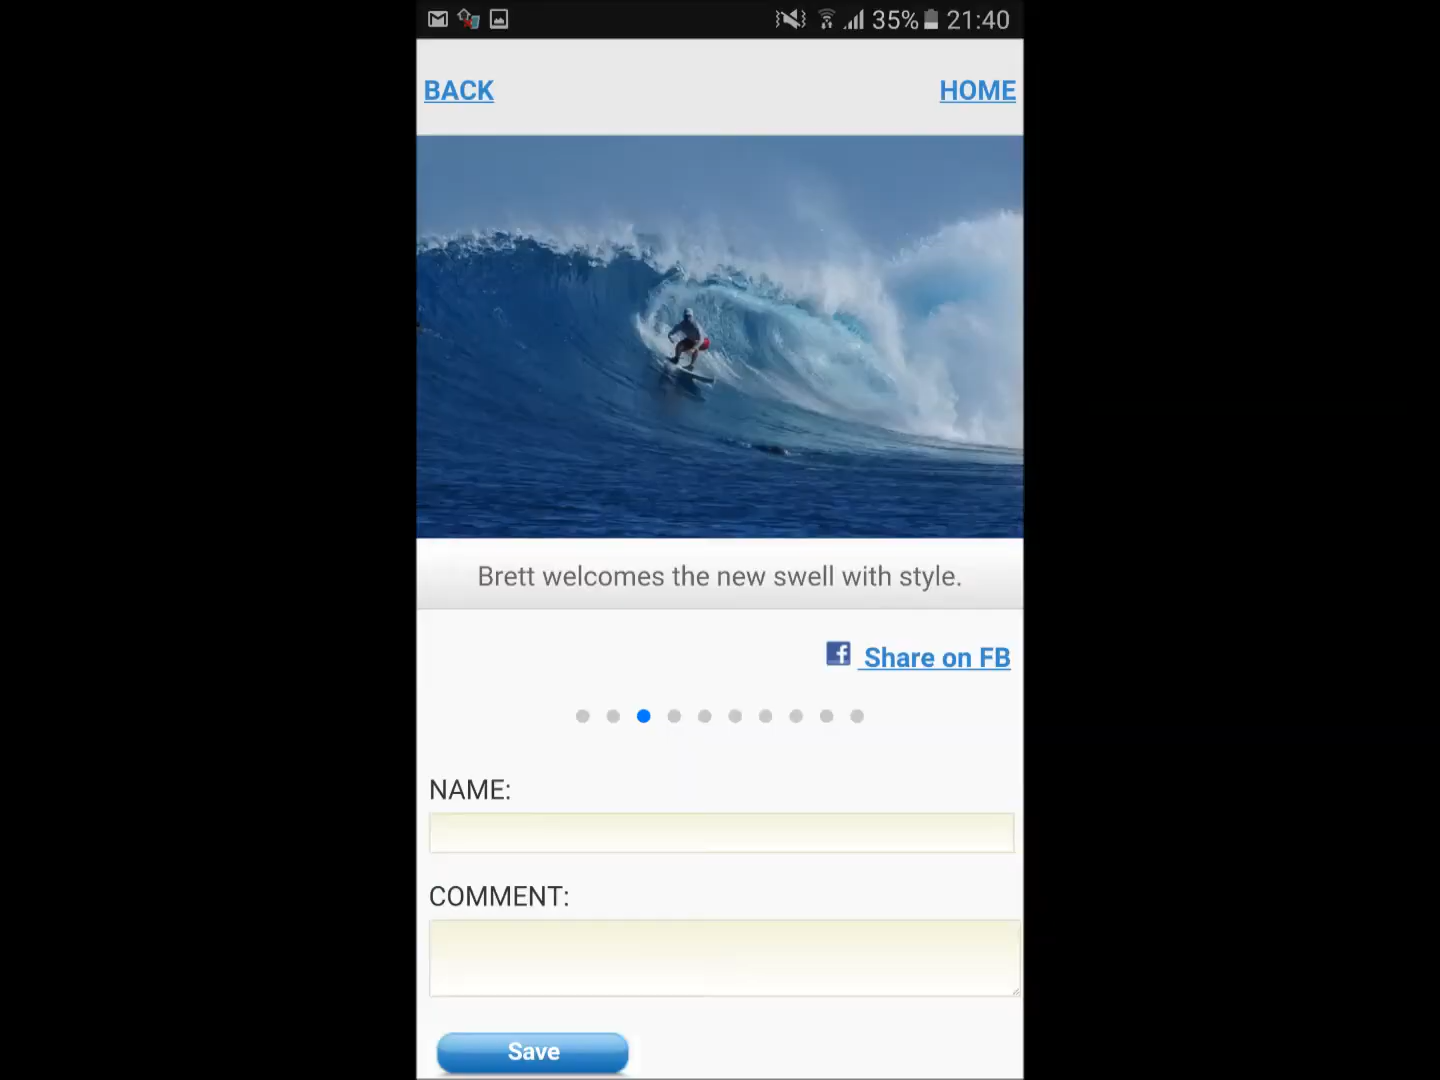 35% 21:40
BACK HOME
Brett welcomes the new swell with style.
f Share on FB
NAME:
COMMENT:
Save